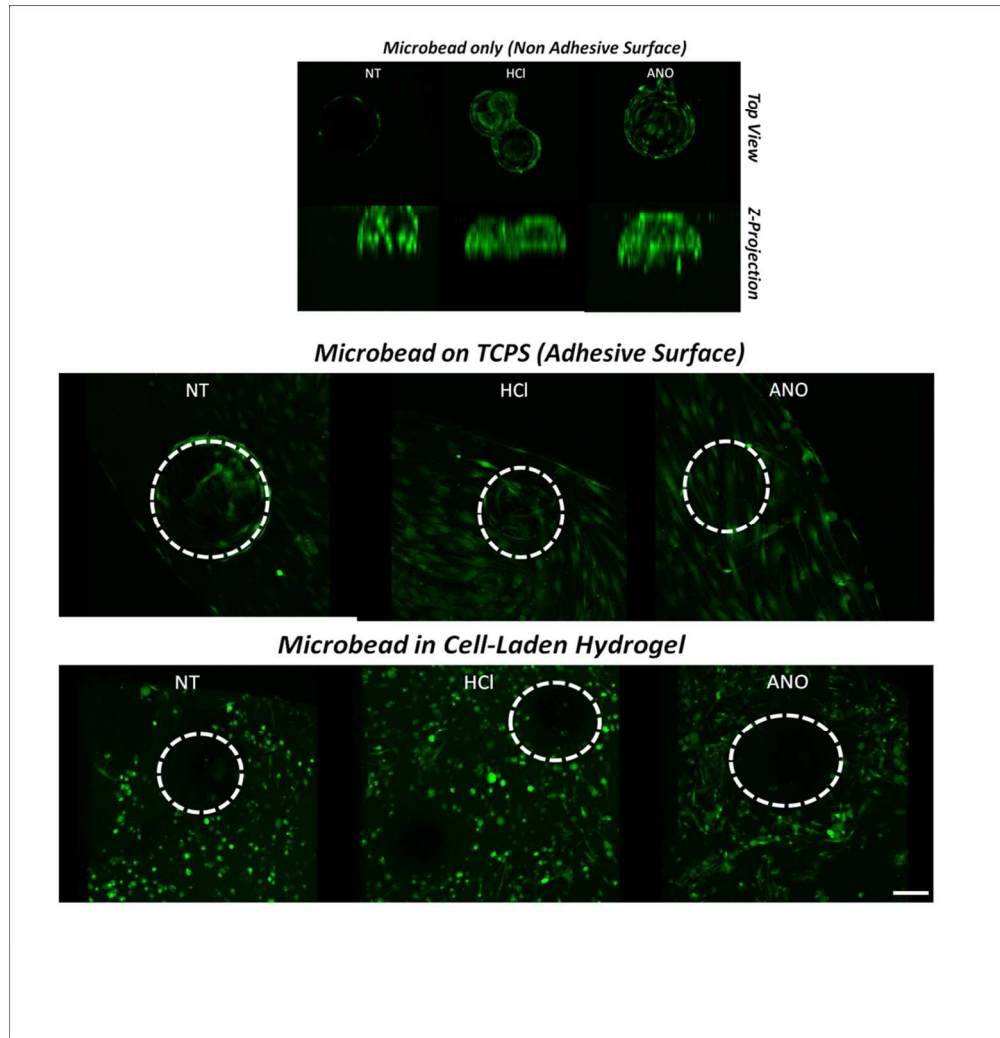 Microbead only (Non Adhesive Surface)
NT HCl ANO
Top View
Z-Projection
Microbead on TCPS (Adhesive Surface)
NT HCl ANO
Microbead in Cell-Laden Hydrogel
NT HCl ANO